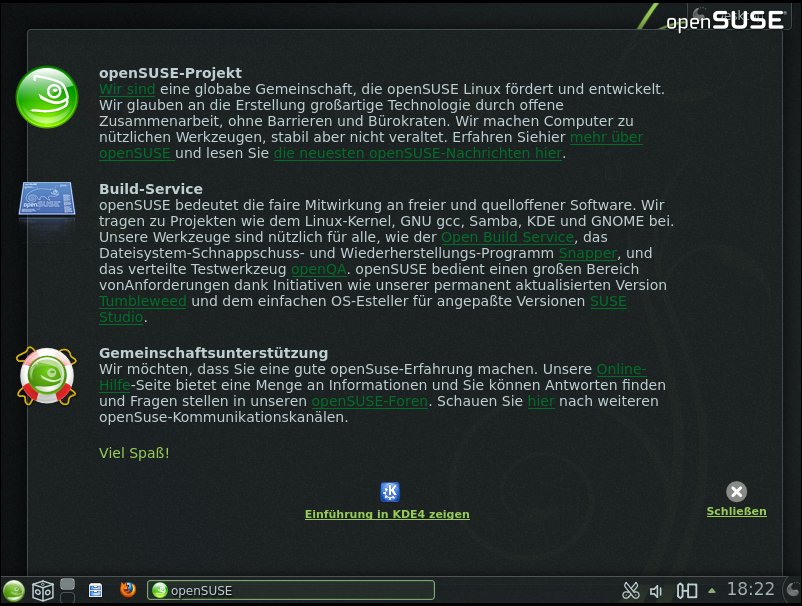 openSUSE
openSUSE-Projekt
Wir sind eine globabe Gemeinschaft, die openSUSE Linux fördert und entwickelt.
Wir glauben an die Erstellung großartige Technologie durch offene
Zusammenarbeit, ohne Barrieren und Bürokraten. Wir machen Computer zu
nützlichen Werkzeugen, stabil aber nicht veraltet. Erfahren Siehier mehr über
openSUSE und lesen Sie die neuesten openSUSE-Nachrichten hier.
Build-Service
openSUSE bedeutet die faire Mitwirkung an freier und quelloffener Software. Wir
tragen zu Projekten wie dem Linux-Kernel, GNU gcc, Samba, KDE und GNOME bei.
Unsere Werkzeuge sind nützlich für alle, wie der Open Build Service, das
Dateisystem-Schnappschuss- und Wiederherstellungs-Programm Snapper, und
das verteilte Testwerkzeug openQA. openSUSE bedient einen großen Bereich
vonAnforderungen dank Initiativen wie unserer permanent aktualisierten Version
Tumbleweed und dem einfachen OS-Esteller für angepaßte Versionen SUSE
Studio.
Gemeinschaftsunterstützung
Wir möchten, dass Sie eine gute openSuse-Erfahrung machen. Unsere Online-
Hilfe-Seite bietet eine Menge an Informationen und Sie können Antworten finden
und Fragen stellen in unseren openSUSE-Foren. Schauen Sie hier nach weiteren
openSuse-Kommunikationskanälen.
Viel Spaß!
Einführung in KDE4 zeigen
Schließen
openSUSE
18:22